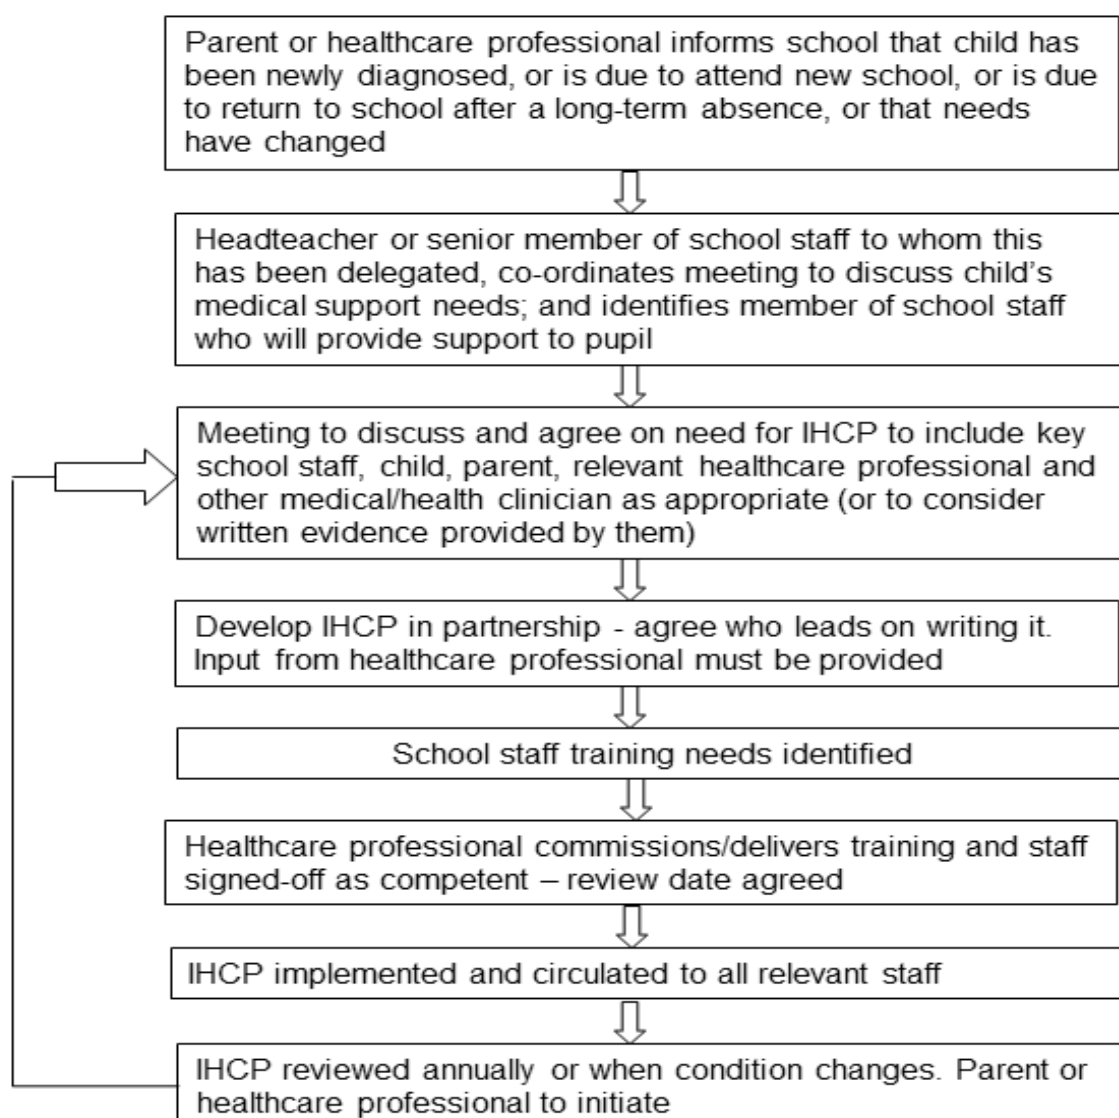 Parent or healthcare professional informs school that child has
been newly diagnosed, or is due to attend new school, or is due
to return to school after a long-term absence, or that needs
have changed
Headteacher or senior member of school staff to whom this
has been delegated, co-ordinates meeting to discuss child's
medical support needs; and identifies member of school staff
who will provide support to pupil
Meeting to discuss and agree on need for IHCP to include key
school staff, child, parent, relevant healthcare professional and
other medical/health clinician as appropriate (or to consider
written evidence provided by them)
Develop IHCP in partnership - agree who leads on writing it.
Input from healthcare professional must be provided
School staff training needs identified
Healthcare professional commissions/delivers training and staff
signed-off as competent – review date agreed
IHCP implemented and circulated to all relevant staff
IHCP reviewed annually or when condition changes. Parent or
healthcare professional to initiate